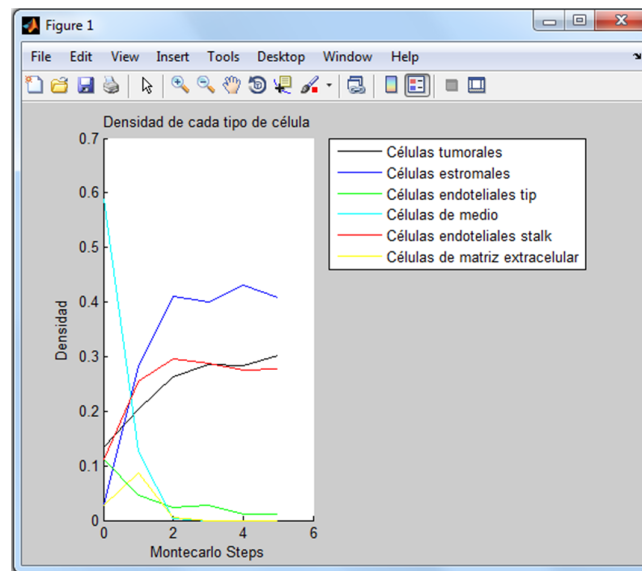 Figure 1
File Edit View Insert Tools Desktop Window Help
Densidad de cada tipo de célula
0.7
0.6
0.5
0.4
0.3
0.2
0.1
0
Densidad
0 2 4 6
Montecarlo Steps
Células tumorales
Células estromales
Células endoteliales tip
Células de medio
Células endoteliales stalk
Células de matriz extracelular